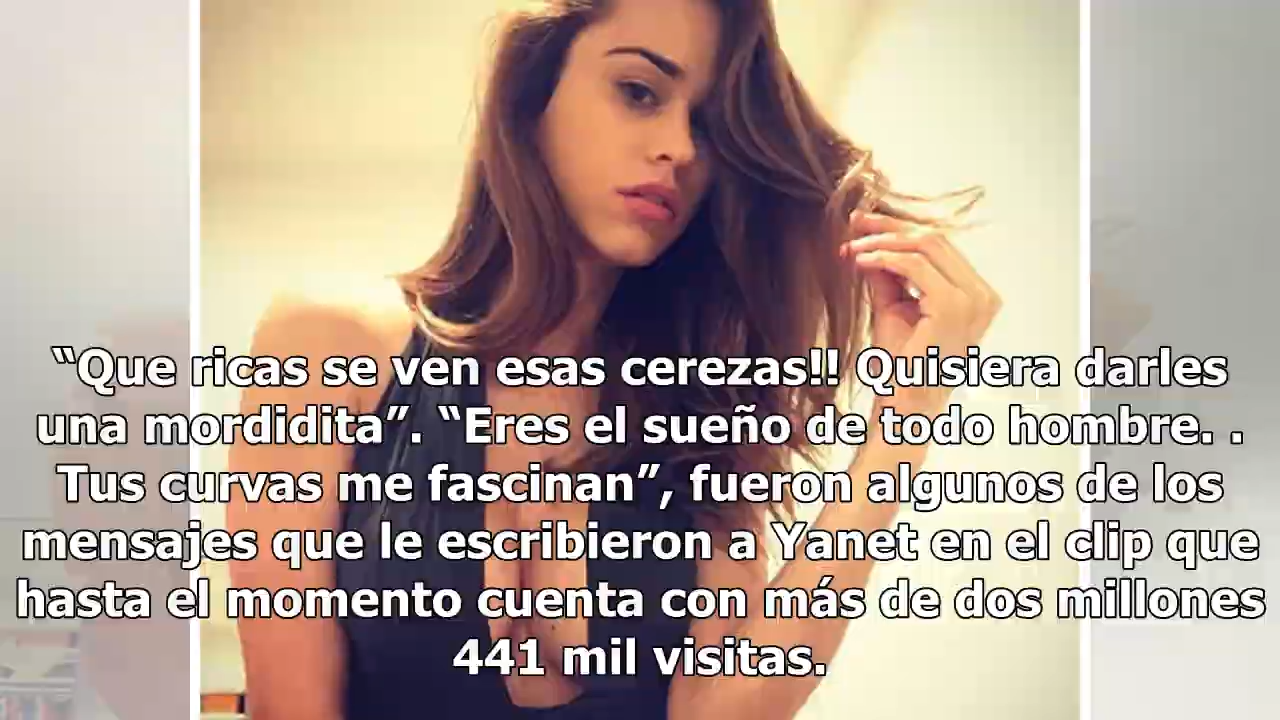 “Que ricas se ven esas cerezas!! Quisiera darles
una mordidita”. “Eres el sueño de todo hombre. .
Tus curvas me fascinan”, fueron algunos de los
mensajes que le escribieron a Yanet en el clip que
hasta el momento cuenta con más de dos millones
441 mil visitas.